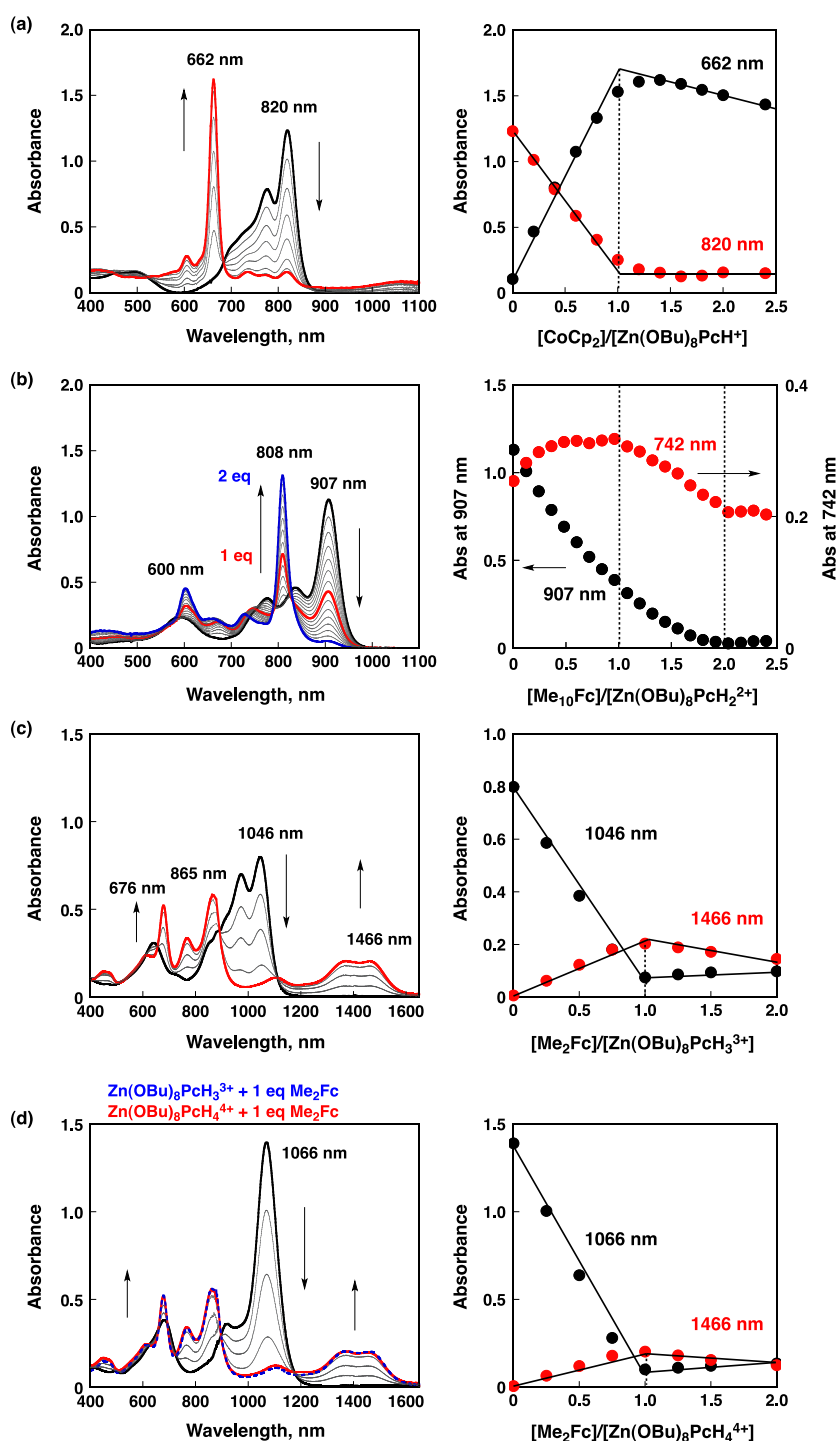 (a)
2.0
1.5
1.0
0.5
0
Absorbance
662 nm
820 nm
400 500 600 700 800 900 1000 1100
Wavelength, nm
2.0
1.5
1.0
0.5
0
Absorbance
662 nm
820 nm
0 0.5 1.0 1.5 2.0 2.5
[CoCp₂]/[Zn(OBu)₈PcH⁺]
(b)
2.0
1.5
1.0
0.5
0
Absorbance
808 nm
2 eq
907 nm
1 eq
600 nm
400 500 600 700 800 900 1000 1100
Wavelength, nm
1.5
1.0
0.5
0
Abs at 907 nm
0.4
0.2
0
Abs at 742 nm
742 nm
907 nm
0 0.5 1.0 1.5 2.0 2.5
[Me₁₀Fc]/[Zn(OBu)₈PcH₂²⁺]
(c)
1.5
1.0
0.5
0
Absorbance
1046 nm
865 nm
676 nm
1466 nm
400 600 800 1000 1200 1400 1600
Wavelength, nm
1.0
0.8
0.6
0.4
0.2
0
Absorbance
1046 nm
1466 nm
0 0.5 1.0 1.5 2.0
[Me₂Fc]/[Zn(OBu)₈PcH₃³⁺]
Zn(OBu)₈PcH₃³⁺ + 1 eq Me₂Fc
Zn(OBu)₈PcH₄⁴⁺ + 1 eq Me₂Fc
(d)
1.5
1.0
0.5
0
Absorbance
1066 nm
400 600 800 1000 1200 1400 1600
Wavelength, nm
1.5
1.0
0.5
0
Absorbance
1066 nm
1466 nm
0 0.5 1.0 1.5 2.0
[Me₂Fc]/[Zn(OBu)₈PcH₄⁴⁺]